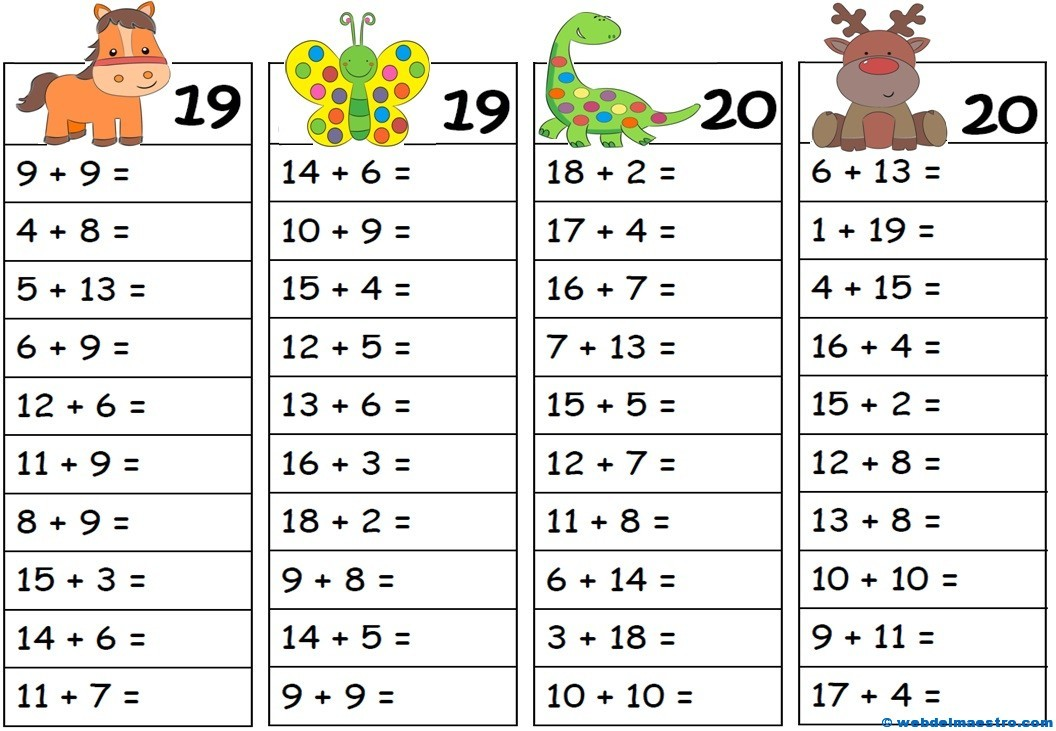 19
9 + 9 =
4 + 8 =
5 + 13 =
6 + 9 =
12 + 6 =
11 + 9 =
8 + 9 =
15 + 3 =
14 + 6 =
11 + 7 =
19
14 + 6 =
10 + 9 =
15 + 4 =
12 + 5 =
13 + 6 =
16 + 3 =
18 + 2 =
9 + 8 =
14 + 5 =
9 + 9 =
20
18 + 2 =
17 + 4 =
16 + 7 =
7 + 13 =
15 + 5 =
12 + 7 =
11 + 8 =
6 + 14 =
3 + 18 =
10 + 10 =
20
6 + 13 =
1 + 19 =
4 + 15 =
16 + 4 =
15 + 2 =
12 + 8 =
13 + 8 =
10 + 10 =
9 + 11 =
17 + 4 =
© webdelmaestro.com